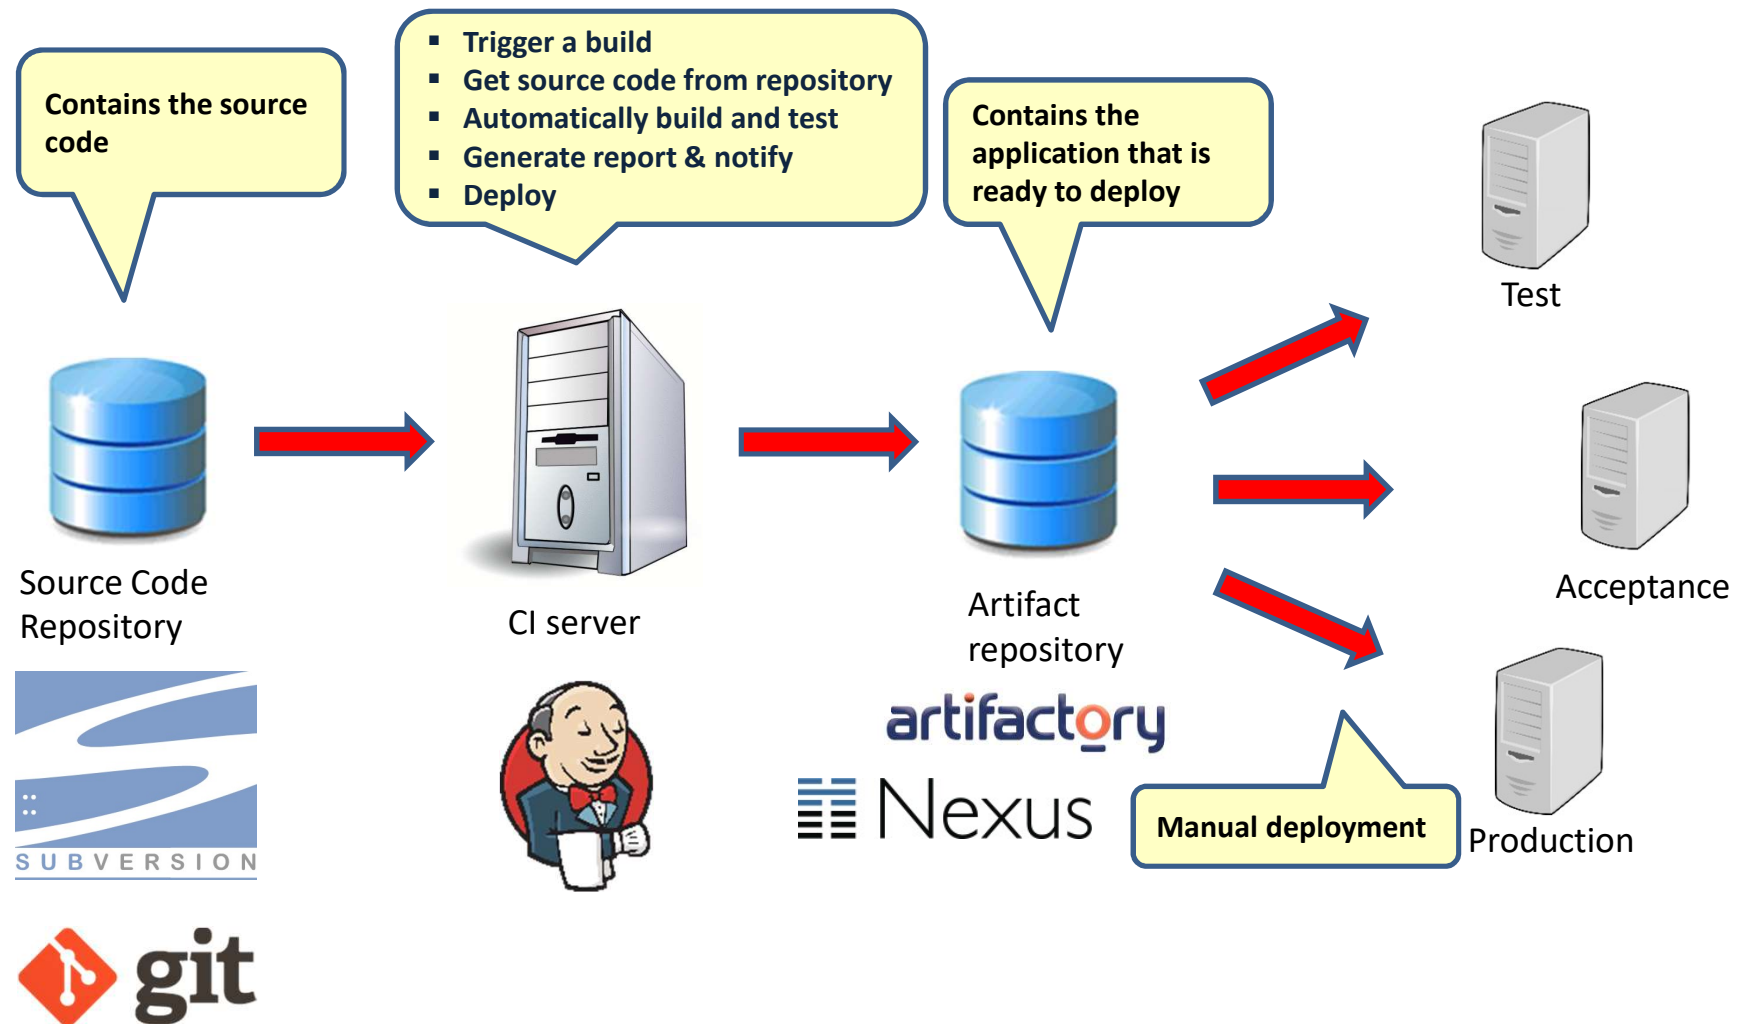 Contains the source
code
▪ Trigger a build
▪ Get source code from repository
▪ Automatically build and test
▪ Generate report & notify
▪ Deploy
Contains the
application that is
ready to deploy
Test
Acceptance
Source Code
Repository
CI server
Artifact
repository
SUBVERSION
git
artifactory
Nexus
Manual deployment
Production